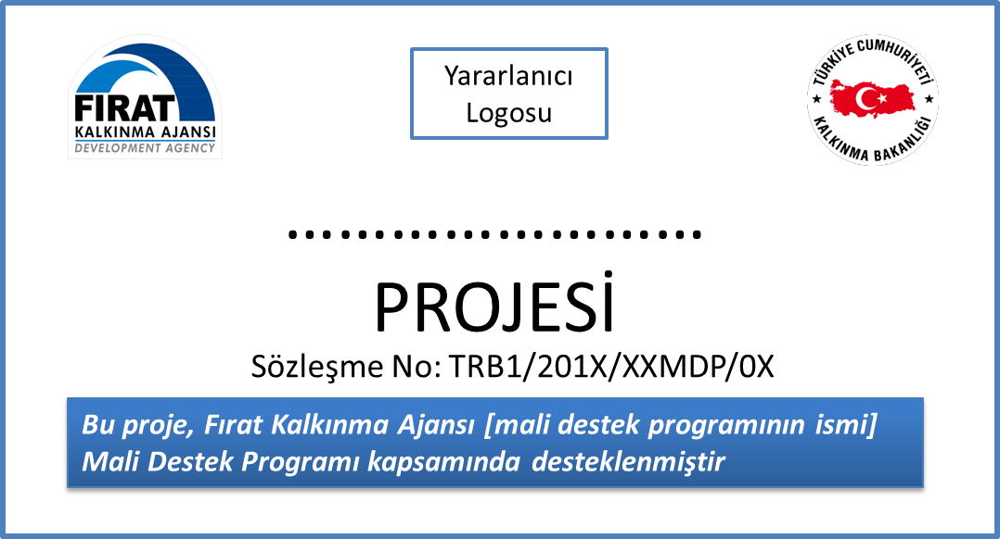 FIRAT
KALKINMA AJANSI
DEVELOPMENT AGENCY
Yararlanıcı
Logosu
TÜRKİYE CUMHURİYETİ
KALKINMA BAKANLIĞI
……………………
PROJESİ
Sözleşme No: TRB1/201X/XXMDP/0X
Bu proje, Fırat Kalkınma Ajansı [mali destek programının ismi]
Mali Destek Programı kapsamında desteklenmiştir